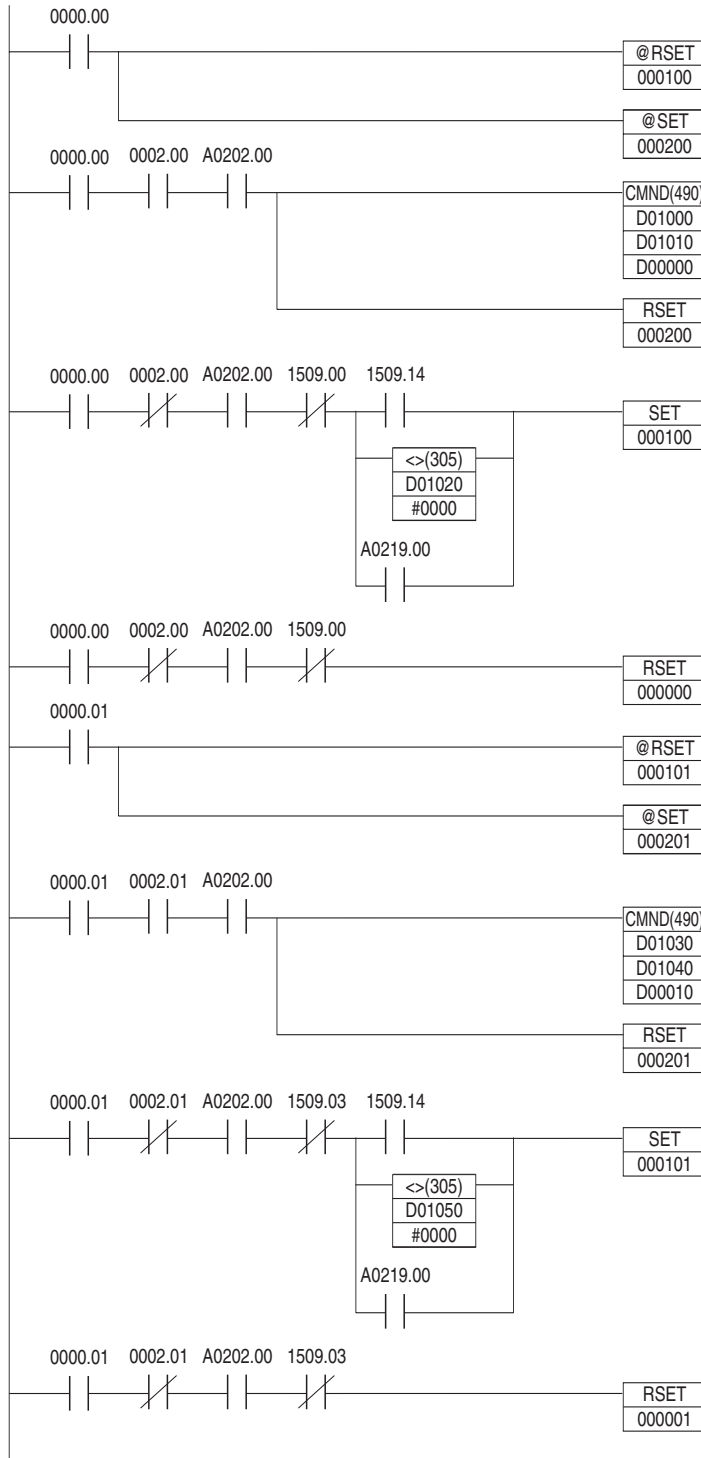 0000.00
@RSET
000100
@SET
000200
0000.00 0002.00 A0202.00
CMND(490)
D01000
D01010
D00000
RSET
000200
0000.00 0002.00 A0202.00 1509.00 1509.14
SET
000100
<>(305)
D01020
#0000
A0219.00
0000.00 0002.00 A0202.00 1509.00
RSET
000000
0000.01
@RSET
000101
@SET
000201
0000.01 0002.01 A0202.00
CMND(490)
D01030
D01040
D00010
RSET
000201
0000.01 0002.01 A0202.00 1509.03 1509.14
SET
000101
<>(305)
D01050
#0000
A0219.00
0000.01 0002.01 A0202.00 1509.03
RSET
000001